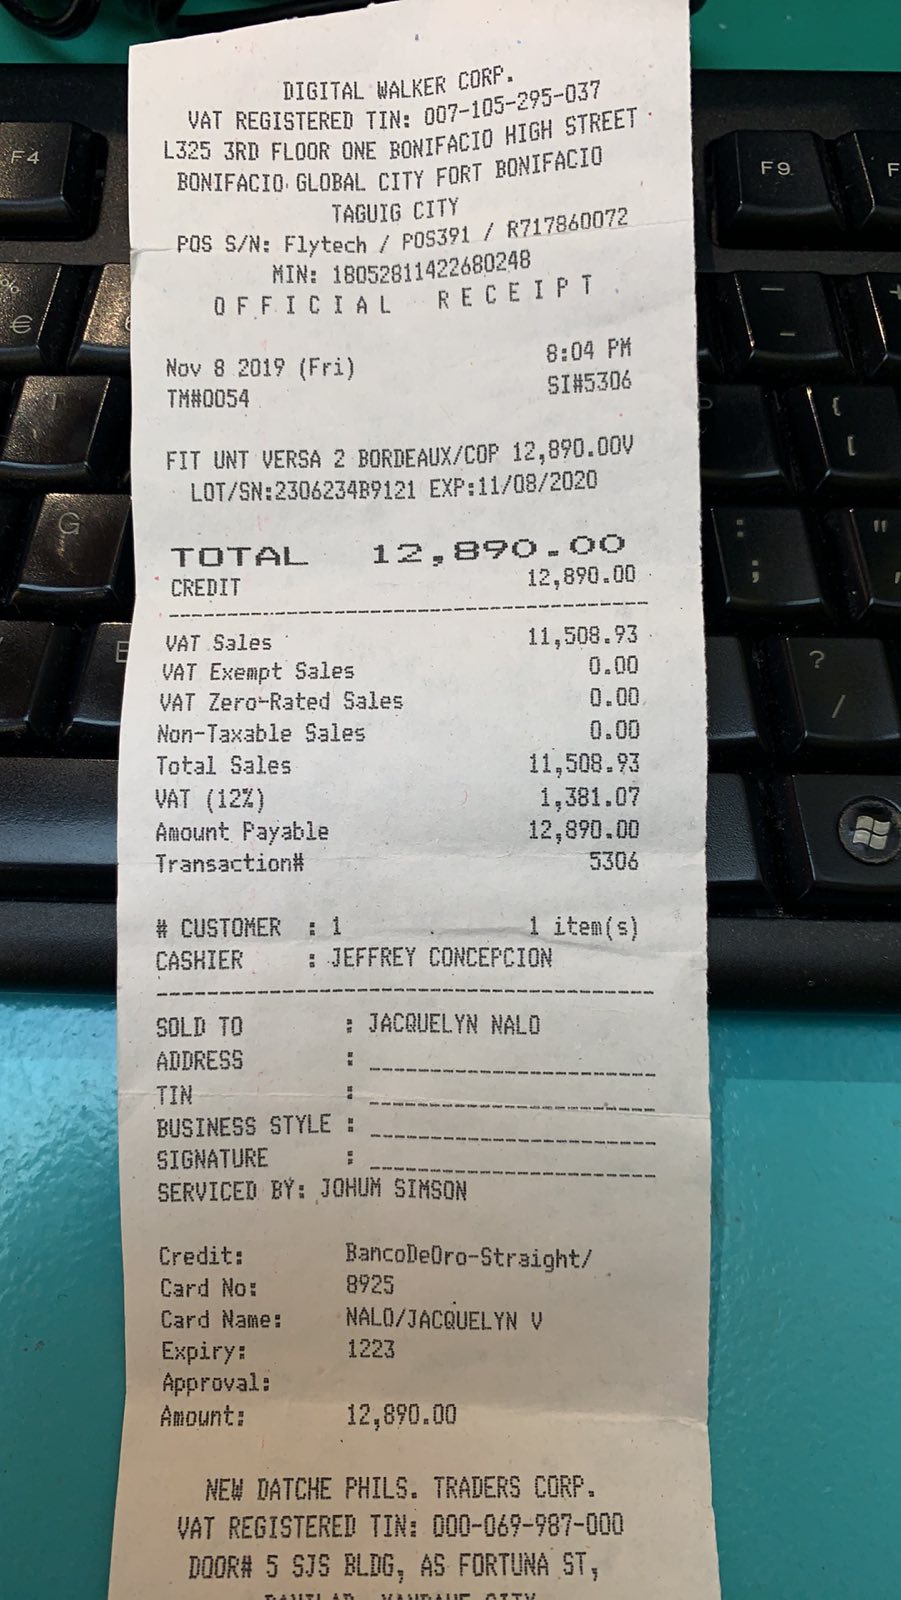 DIGITAL WALKER CORP.
VAT REGISTERED TIN: 007-105-295-037
L325 3RD FLOOR ONE BONIFACIO HIGH STREET
BONIFACIO GLOBAL CITY FORT BONIFACIO
TAGUIG CITY
POS S/N: Flytech / POS391 / R717860072
MIN: 18052811422680248
OFFICIAL RECEIPT
Nov 8 2019 (Fri) 8:04 PM
TM#0054 SI#5306
FIT UNT VERSA 2 BORDEAUX/COP 12,890.00V
LOT/SN:2306234B9121 EXP:11/08/2020
TOTAL 12,890.00
CREDIT 12,890.00
VAT Sales 11,508.93
VAT Exempt Sales 0.00
VAT Zero-Rated Sales 0.00
Non-Taxable Sales 0.00
Total Sales 11,508.93
VAT (12%) 1,381.07
Amount Payable 12,890.00
Transaction# 5306
# CUSTOMER : 1 1 item(s)
CASHIER : JEFFREY CONCEPCION
SOLD TO : JACQUELYN NALO
ADDRESS :
TIN :
BUSINESS STYLE :
SIGNATURE :
SERVICED BY: JOHUM SIMSON
Credit: BancoDeOro-Straight/
Card No: 8925
Card Name: NALO/JACQUELYN V
Expiry: 1223
Approval:
Amount: 12,890.00
NEW DATCHE PHILS. TRADERS CORP.
VAT REGISTERED TIN: 000-069-987-000
DOOR# 5 SJS BLDG, AS FORTUNA ST,
F4
F9
G